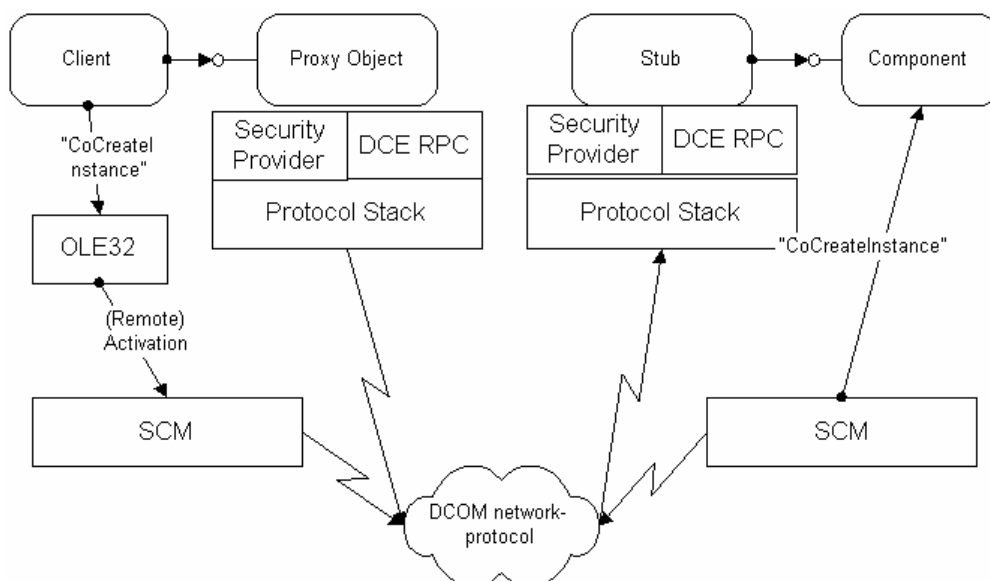 Client
Proxy Object
Stub
Component
Security
Provider
DCE RPC
Protocol Stack
Security
Provider
DCE RPC
Protocol Stack
"CoCreateI
nstance"
OLE32
"CoCreateInstance"
(Remote)
Activation
SCM
SCM
DCOM network-
protocol